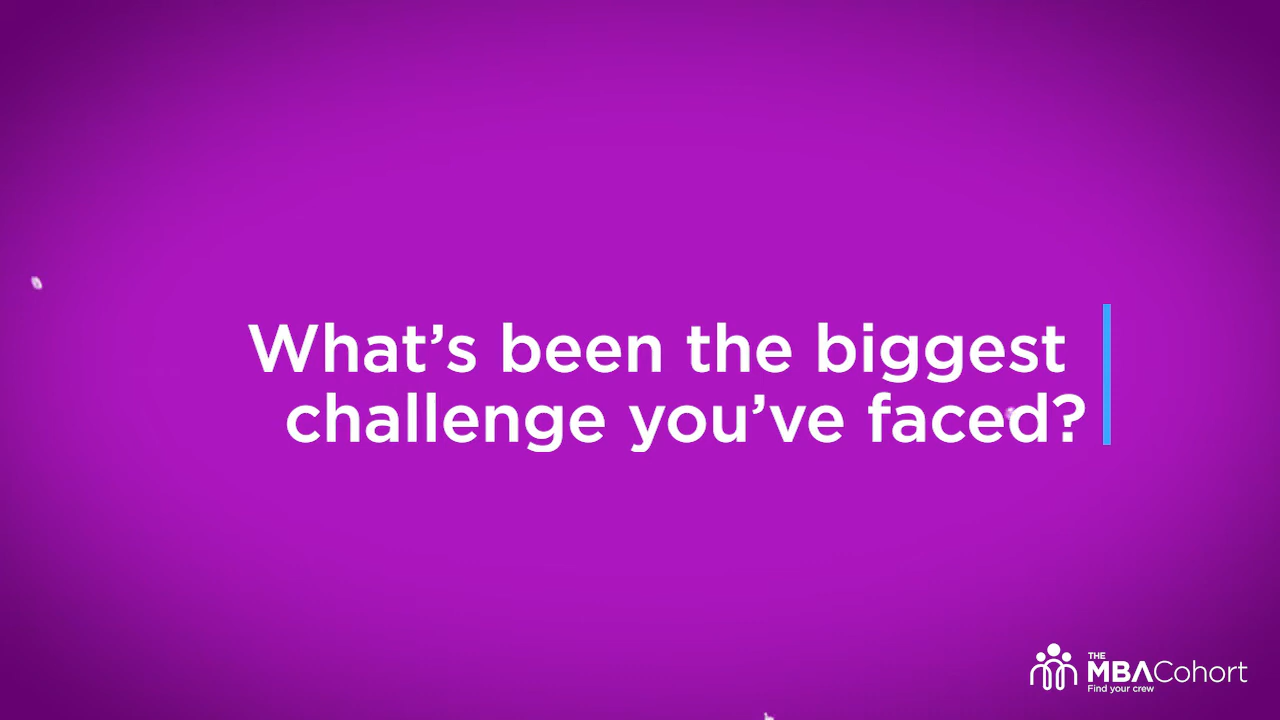 What’s been the biggest
challenge you’ve faced?
THE
MBACohort
Find your crew